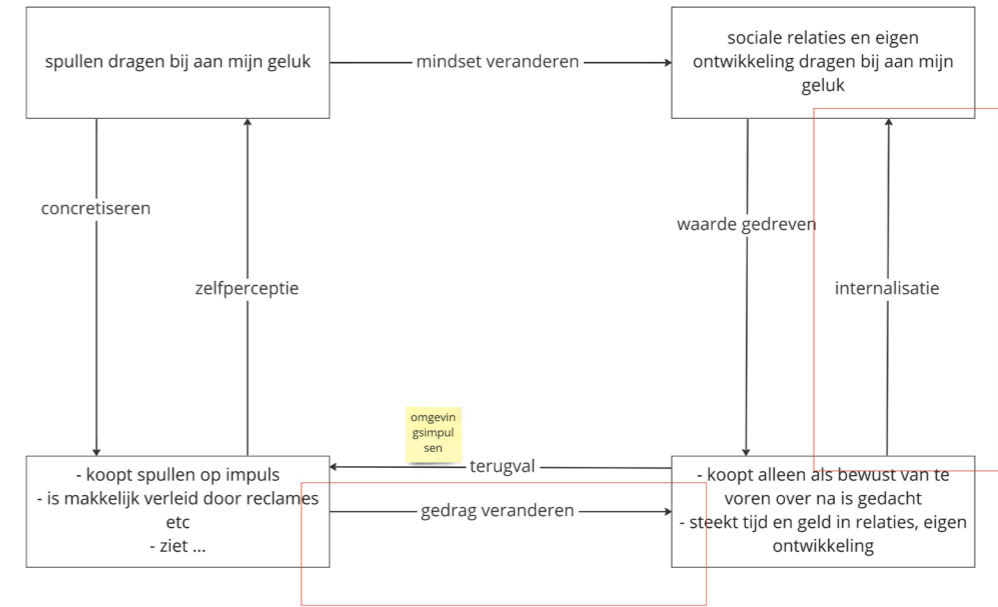 spullen dragen bij aan mijn geluk
mindset veranderen
sociale relaties en eigen
ontwikkeling dragen bij aan mijn
geluk
concretiseren
zelfperceptie
waarde gedreven
internalisatie
omgevin
gsimpul
sen
terugval
gedrag veranderen
- koopt spullen op impuls
- is makkelijk verleid door reclames
etc
- ziet ...
- koopt alleen als bewust van te
voren over na is gedacht
- steekt tijd en geld in relaties, eigen
ontwikkeling